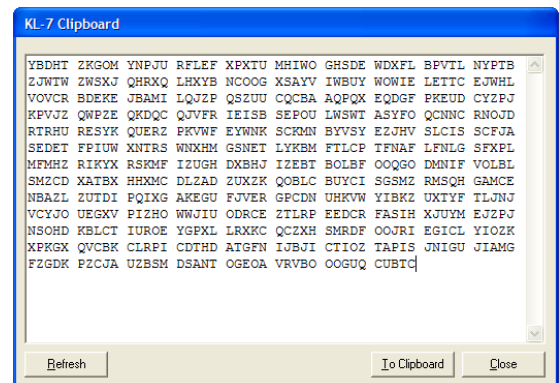 KL-7 Clipboard
YBDHT ZKGOM YNPJU RFLEF XPXTU MHIWO GHSDE WDXFL BPVTL NYPTB
ZJWTW ZWSXJ QHRXQ LHXYB NCOOG XSAYV IWBUY WOWIE LETTC EJWHL
VOVCR BDEKE JBAMI LQJZP QSZUU CQCBA AQPQX EQDGF PKEUD CYZPJ
KPVJZ QWPZE QKDQC QJVFR IEISB SEPOU LWSWT ASYFO QCNNC RNOJD
RTRHU RESYK QUERZ PKVWF EYWNK SCKMN BYVSY EZJHV SLCIS SCFJA
SEDET FPIUW XNTRS WNXHM GSNET LYKBM FTLCP TFNAF LFNLG SFXPL
MFMHZ RIKYX RSKMF IZUGH DXBHJ IZEBT BOLBF OOQGO DMNIF VOLBL
SMZCD XATBX HHXMC DLZAD ZUXZK QOBLC BUYCI SGSMZ RMSQH GAMCE
NBAZL ZUTDI PQIXG AKEGU FJVER GPCDN UHKVW YIBKZ UXTYF TLJNJ
VCYJO UEGXV PIZHO WWJIU ODRCE ZTLRP EEDCR FASIH XJUYM EJZPJ
NSOHD KBLCT IUROE YGPXL LRXKC QCZXH SMRDF OOJRI EGICL YIOZK
XPKGX QVCBK CLRPI CDTHD ATGFN IJBJI CTIOZ TAPIS JNIGU JIAMG
FZGDK PZCJA UZBSM DSANT OGEOA VRVBO OOGUQ CUBTC
Refresh To Clipboard Close